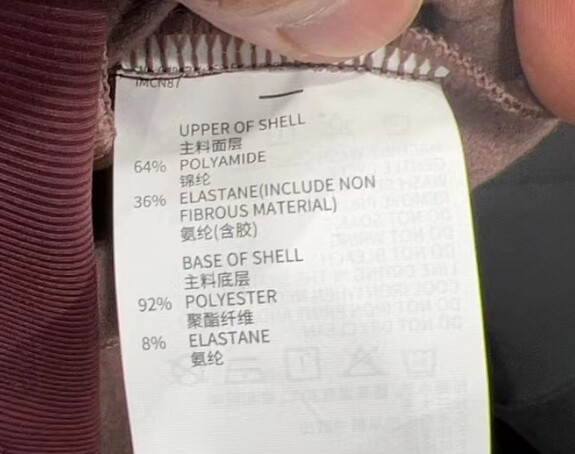 IMCN87
UPPER OF SHELL
主料面层
64% POLYAMIDE
锦纶
36% ELASTANE(INCLUDE NON
FIBROUS MATERIAL)
氨纶(含胶)
BASE OF SHELL
主料底层
92% POLYESTER
聚酯纤维
8% ELASTANE
氨纶